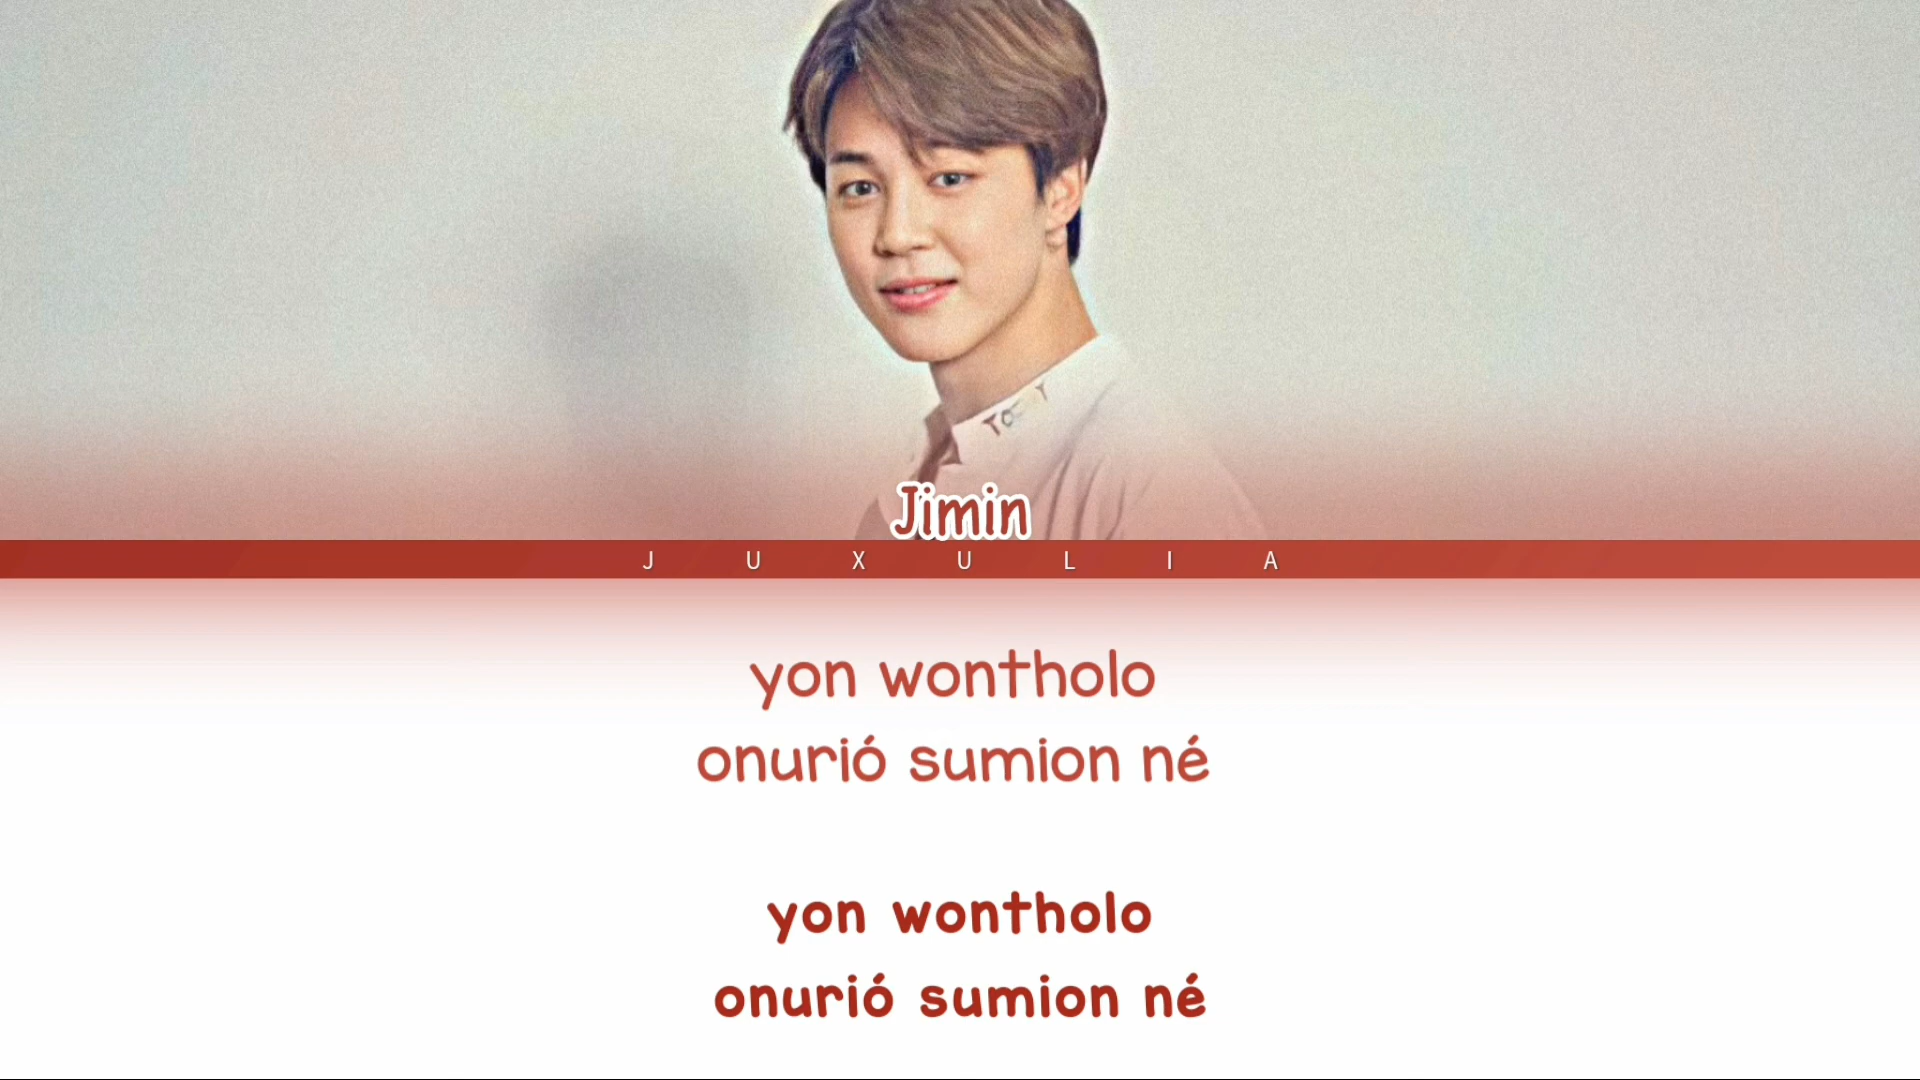 Jimin
J U X U L I A
yon wontholo
onurió sumion né
yon wontholo
onurió sumion né